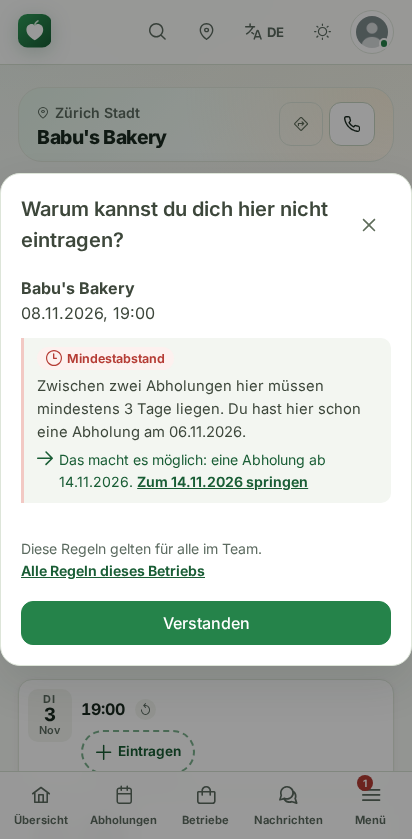 DE
Zürich Stadt
Babu's Bakery
Warum kannst du dich hier nicht
eintragen?
Babu's Bakery
08.11.2026, 19:00
Mindestabstand
Zwischen zwei Abholungen hier müssen
mindestens 3 Tage liegen. Du hast hier schon
eine Abholung am 06.11.2026.
Das macht es möglich: eine Abholung ab
14.11.2026. Zum 14.11.2026 springen
Diese Regeln gelten für alle im Team.
Alle Regeln dieses Betriebs
Verstanden
DI
3
Nov
19:00
Eintragen
1
Übersicht Abholungen Betriebe Nachrichten Menü